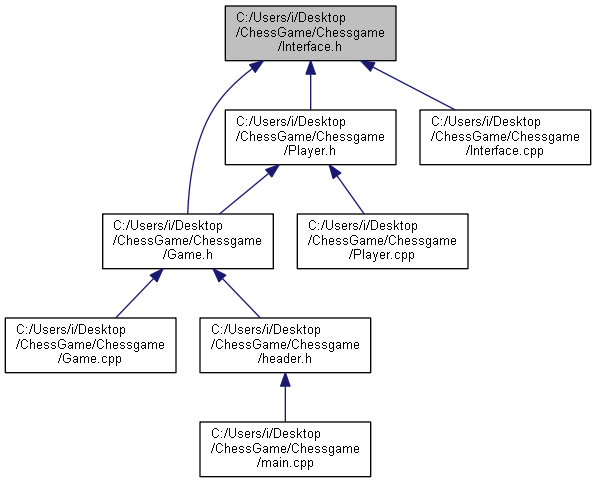 C:/Users/i/Desktop
/ChessGame/Chessgame
/Interface.h
C:/Users/i/Desktop
/ChessGame/Chessgame
/Player.h
C:/Users/i/Desktop
/ChessGame/Chessgame
/Interface.cpp
C:/Users/i/Desktop
/ChessGame/Chessgame
/Game.h
C:/Users/i/Desktop
/ChessGame/Chessgame
/Player.cpp
C:/Users/i/Desktop
/ChessGame/Chessgame
/Game.cpp
C:/Users/i/Desktop
/ChessGame/Chessgame
/header.h
C:/Users/i/Desktop
/ChessGame/Chessgame
/main.cpp